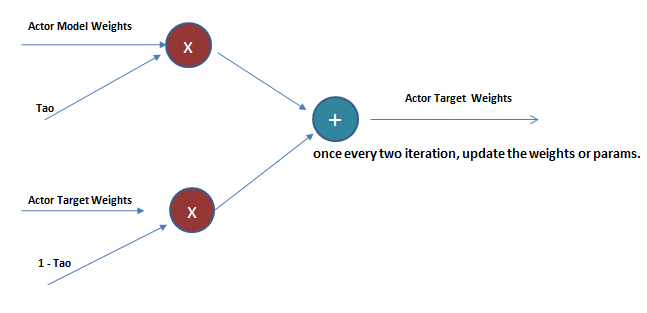 Actor Model Weights
X
Tao
Actor Target Weights
+
once every two iteration, update the weights or params.
Actor Target Weights
X
1 - Tao